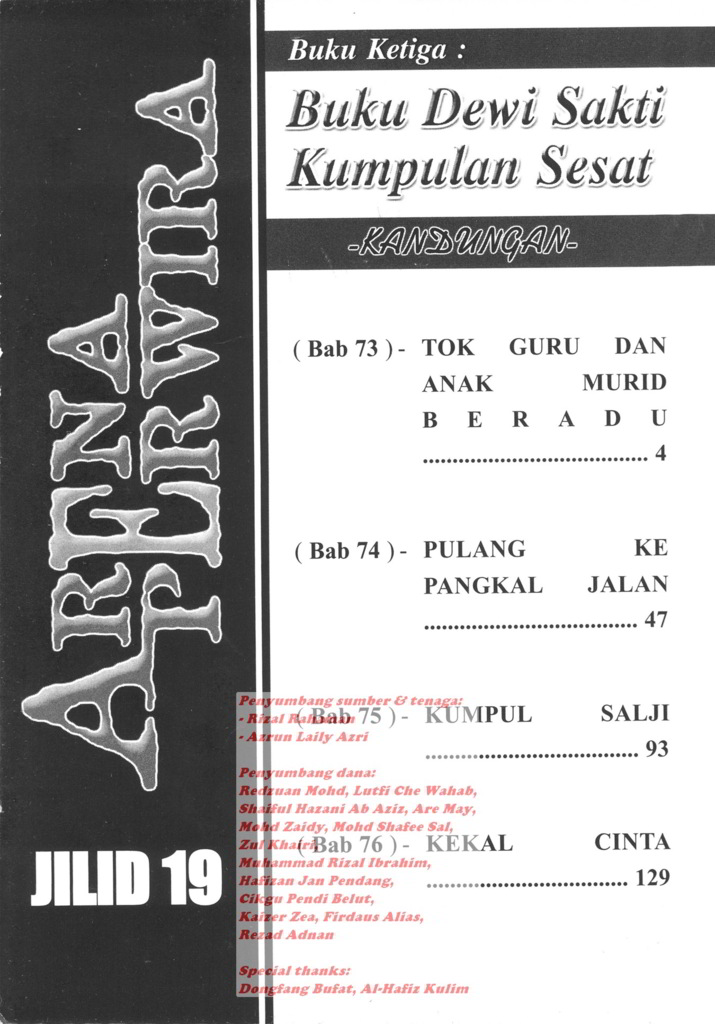 ARENA
PERWIRA
JILID 19
Buku Ketiga :
Buku Dewi Sakti
Kumpulan Sesat
-KANDUNGAN-
( Bab 73 ) - TOK GURU DAN
ANAK MURID
B E R A D U
...................................... 4
( Bab 74 ) - PULANG KE
PANGKAL JALAN
.................................... 47
( Bab 75 ) - KUMPUL SALJI
.................................... 93
( Bab 76 ) - KEKAL CINTA
.................................. 129
Penyumbang sumber & tenaga:
- Rizal Rahman
- Azrun Laily Azri
Penyumbang dana:
Redzuan Mohd, Lutfi Che Wahab,
Shaiful Hazani Ab Aziz, Are May,
Mohd Zaidy, Mohd Shafee Sal,
Zul Khairi,
Muhammad Rizal Ibrahim,
Hafizan Jan Pendang,
Cikgu Pendi Belut,
Kaizer Zea, Firdaus Alias,
Rezad Adnan
Special thanks:
Dongfang Bufat, Al-Hafiz Kulim